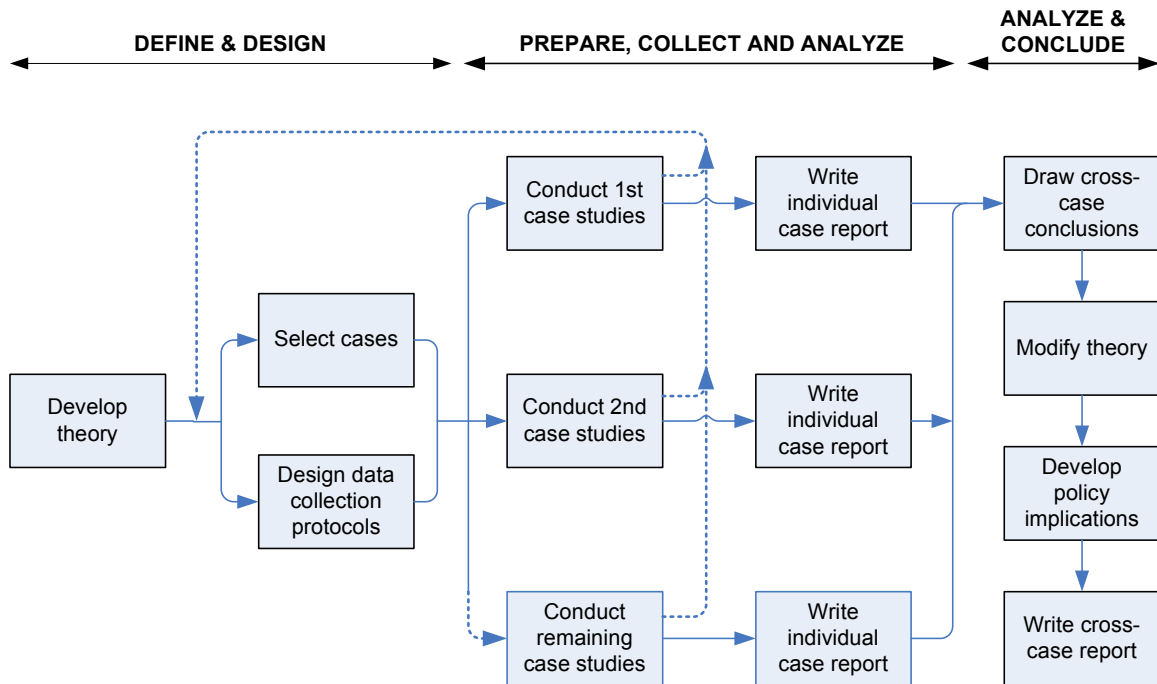 DEFINE & DESIGN
PREPARE, COLLECT AND ANALYZE
ANALYZE &
CONCLUDE
Develop
theory
Select cases
Design data
collection
protocols
Conduct 1st
case studies
Write
individual
case report
Conduct 2nd
case studies
Write
individual
case report
Conduct
remaining
case studies
Write
individual
case report
Draw cross-
case
conclusions
Modify theory
Develop
policy
implications
Write cross-
case report